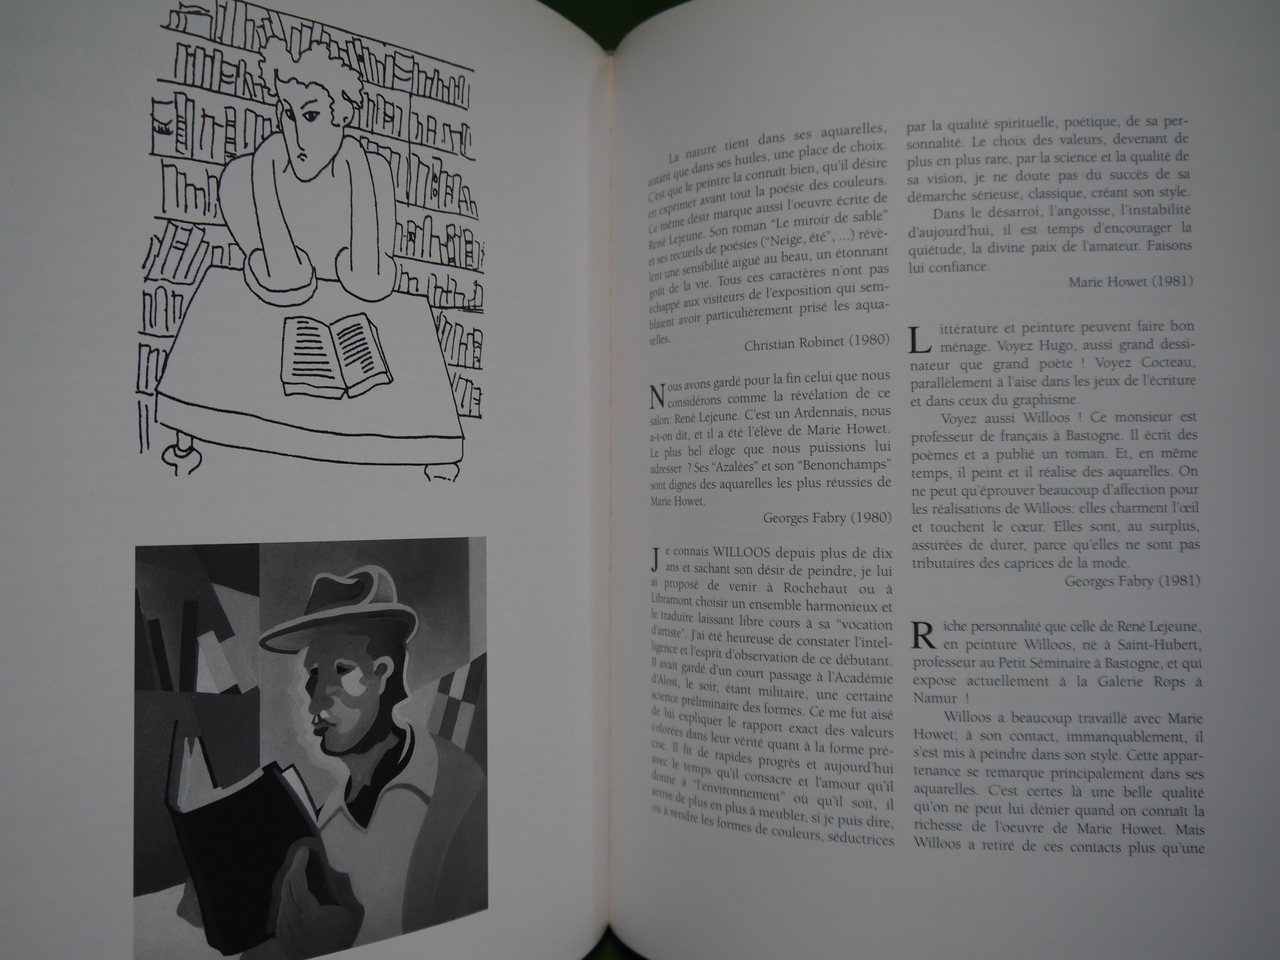 La nature tient dans ses aquarelles,
autant que dans ses huiles, une place de choix.
C'est que le peintre la connaît bien, qu'il désire
en exprimer avant tout la poésie des couleurs.
Ce même désir marque aussi l'oeuvre écrite de
René Lejeune. Son roman "Le miroir de sable"
et ses recueils de poésies ("Neige, été", ...) révè-
lent une sensibilité aiguë au beau, un étonnant
goût de la vie. Tous ces caractères n'ont pas
échappé aux visiteurs de l'exposition qui sem-
blaient avoir particulièrement prisé les aqua-
relles.
Christian Robinet (1980)
Nous avons gardé pour la fin celui que nous
considérons comme la révélation de ce
salon: René Lejeune. C'est un Ardennais, nous
a-t-on dit, et il a été l'élève de Marie Howet.
Le plus bel éloge que nous puissions lui
adresser ? Ses "Azalées" et son "Benonchamps"
sont dignes des aquarelles les plus réussies de
Marie Howet.
Georges Fabry (1980)
Je connais WILLOOS depuis plus de dix
ans et sachant son désir de peindre, je lui
ai proposé de venir à Rochehaut ou à
Libramont choisir un ensemble harmonieux et
le traduire laissant libre cours à sa "vocation
d'artiste". J'ai été heureuse de constater l'intel-
ligence et l'esprit d'observation de ce débutant.
Il avait gardé d'un court passage à l'Académie
d'Alost, le soir, étant militaire, une certaine
science préliminaire des formes. Ce me fut aisé
de lui expliquer le rapport exact des valeurs
colorées dans leur vérité quant à la forme pré-
cise. Il fit de rapides progrès et aujourd'hui
avec le temps qu'il consacre et l'amour qu'il
donne à "l'environnement" où qu'il soit, il
arrive de plus en plus à meubler, si je puis dire,
ou à rendre les formes de couleurs, séductrices
par la qualité spirituelle, poétique, de sa per-
sonnalité. Le choix des valeurs, devenant de
plus en plus rare, par la science et la qualité de
sa vision, je ne doute pas du succès de sa
démarche sérieuse, classique, créant son style.
Dans le désarroi, l'angoisse, l'instabilité
d'aujourd'hui, il est temps d'encourager la
quiétude, la divine paix de l'amateur. Faisons
lui confiance.
Marie Howet (1981)
Littérature et peinture peuvent faire bon
ménage. Voyez Hugo, aussi grand dessi-
nateur que grand poète ! Voyez Cocteau,
parallèlement à l'aise dans les jeux de l'écriture
et dans ceux du graphisme.
Voyez aussi Willoos ! Ce monsieur est
professeur de français à Bastogne. Il écrit des
poèmes et a publié un roman. Et, en même
temps, il peint et il réalise des aquarelles. On
ne peut qu'éprouver beaucoup d'affection pour
les réalisations de Willoos: elles charment l'œil
et touchent le cœur. Elles sont, au surplus,
assurées de durer, parce qu'elles ne sont pas
tributaires des caprices de la mode.
Georges Fabry (1981)
Riche personnalité que celle de René Lejeune,
en peinture Willoos, né à Saint-Hubert,
professeur au Petit Séminaire à Bastogne, et qui
expose actuellement à la Galerie Rops à
Namur !
Willoos a beaucoup travaillé avec Marie
Howet; à son contact, immanquablement, il
s'est mis à peindre dans son style. Cette appar-
tenance se remarque principalement dans ses
aquarelles. C'est certes là une belle qualité
qu'on ne peut lui dénier quand on connaît la
richesse de l'oeuvre de Marie Howet. Mais
Willoos a retiré de ces contacts plus qu'une